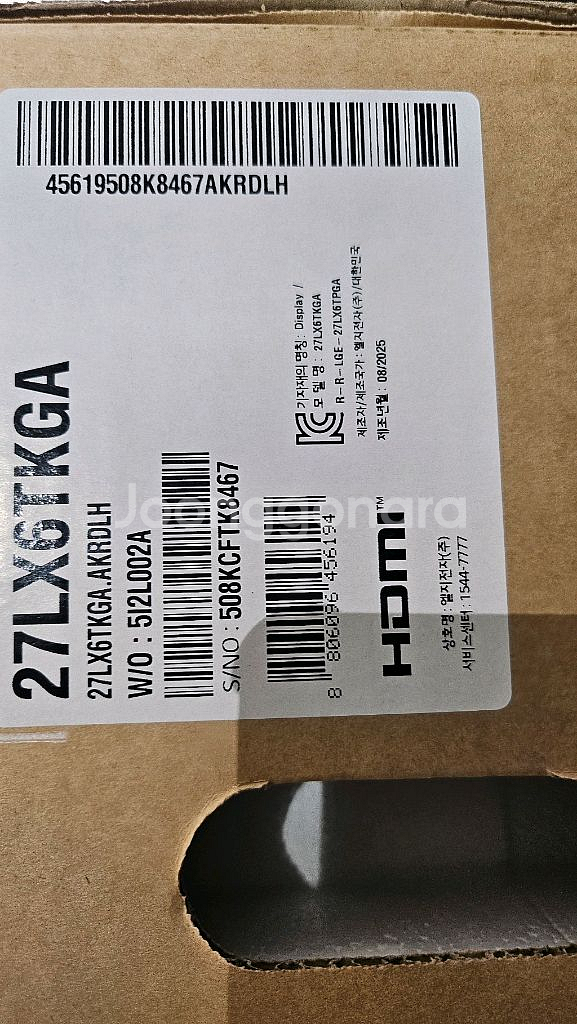 45619508K8467AKRDLH
27LX6TKGA
27LX6TKGA.AKRDLH
W/O : 5I2L002A
S/NO : 508KCFTK8467
8 806096 456194
기자재의 명칭: Display /
모 델 명 : 27LX6TKGA
R-R-LGE-27LX6TPGA
제조자/제조국가 : 엘지전자(주)/대한민국
제조년월 : 08/2025
HDMI™
상호명 : 엘지전자(주)
서비스센터 : 1544-7777
Joonggonara